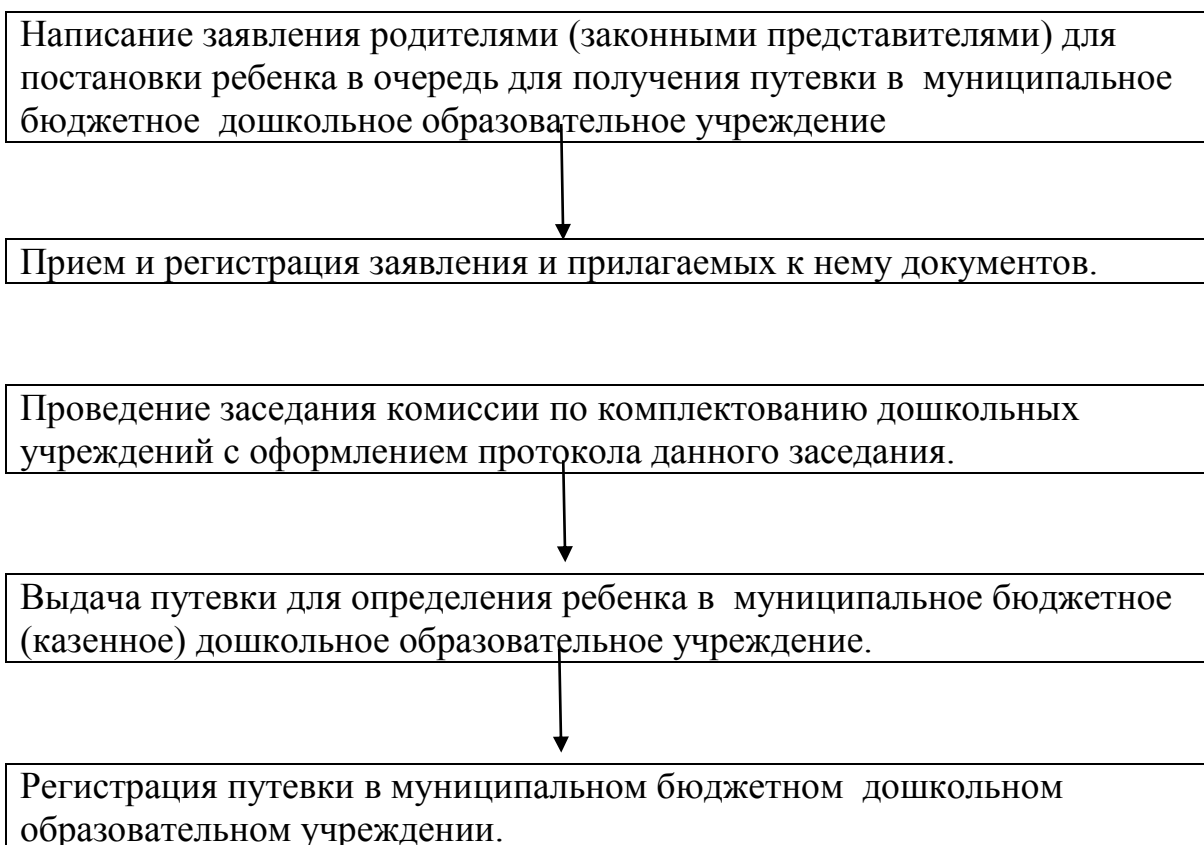 Написание заявления родителями (законными представителями) для
постановки ребенка в очередь для получения путевки в муниципальное
бюджетное дошкольное образовательное учреждение
Прием и регистрация заявления и прилагаемых к нему документов.
Проведение заседания комиссии по комплектованию дошкольных
учреждений с оформлением протокола данного заседания.
Выдача путевки для определения ребенка в муниципальное бюджетное
(казенное) дошкольное образовательное учреждение.
Регистрация путевки в муниципальном бюджетном дошкольном
образовательном учреждении.